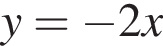 y = −2x